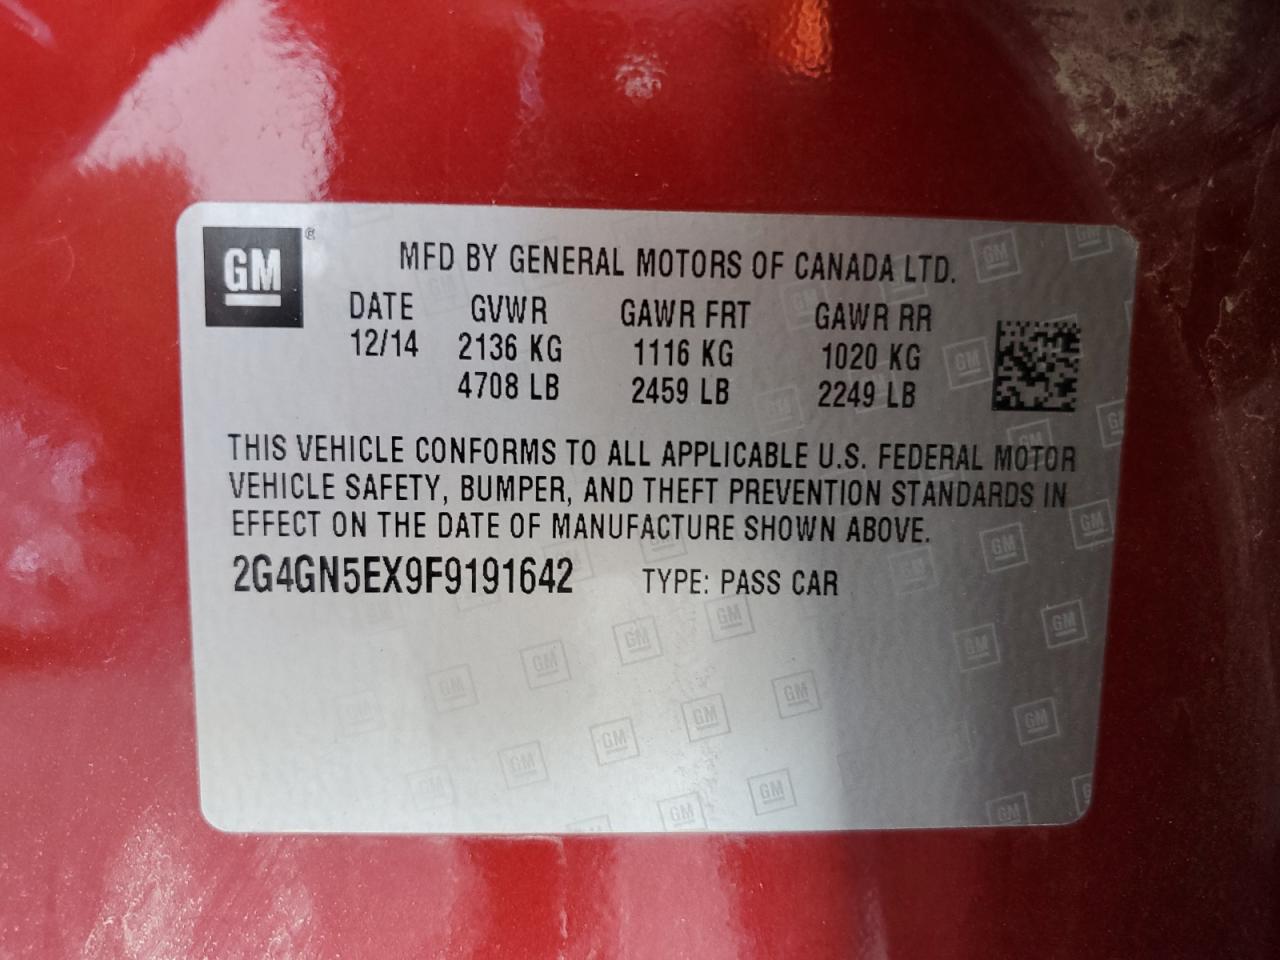 GM®
MFD BY GENERAL MOTORS OF CANADA LTD.
DATE GVWR GAWR FRT GAWR RR
12/14 2136 KG 1116 KG 1020 KG
4708 LB 2459 LB 2249 LB
THIS VEHICLE CONFORMS TO ALL APPLICABLE U.S. FEDERAL MOTOR
VEHICLE SAFETY, BUMPER, AND THEFT PREVENTION STANDARDS IN
EFFECT ON THE DATE OF MANUFACTURE SHOWN ABOVE.
2G4GN5EX9F9191642 TYPE: PASS CAR